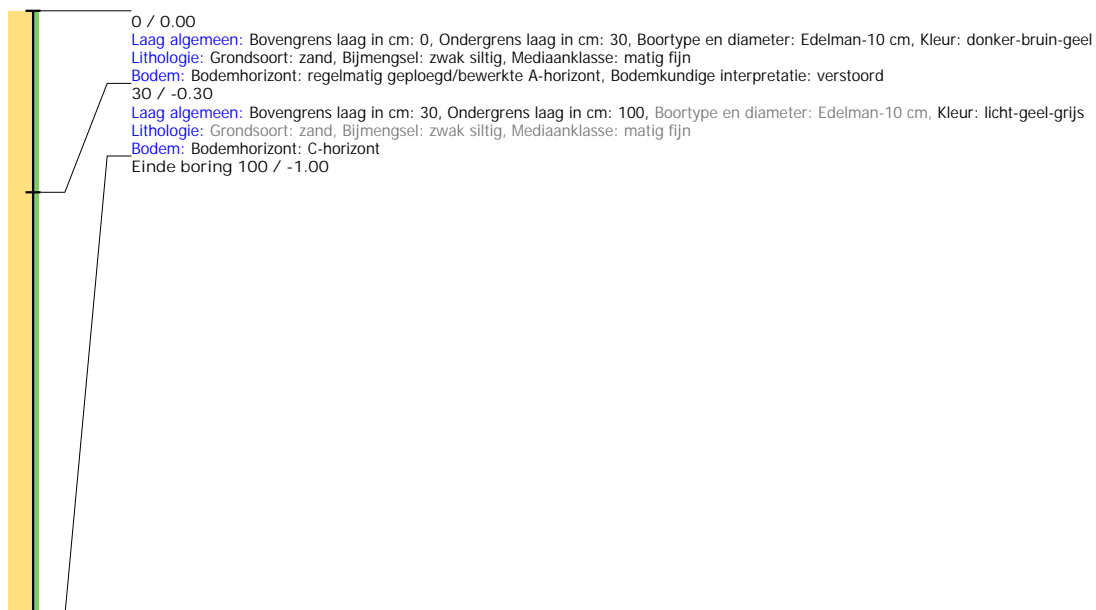 0 / 0.00
Laag algemeen: Bovengrens laag in cm: 0, Ondergrens laag in cm: 30, Boortype en diameter: Edelman-10 cm, Kleur: donker-bruin-geel
Lithologie: Grondsoort: zand, Bijmengsel: zwak siltig, Mediaanklasse: matig fijn
Bodem: Bodemhorizont: regelmatig geploegd/bewerkte A-horizont, Bodemkundige interpretatie: verstoord
30 / -0.30
Laag algemeen: Bovengrens laag in cm: 30, Ondergrens laag in cm: 100, Boortype en diameter: Edelman-10 cm, Kleur: licht-geel-grijs
Lithologie: Grondsoort: zand, Bijmengsel: zwak siltig, Mediaanklasse: matig fijn
Bodem: Bodemhorizont: C-horizont
Einde boring 100 / -1.00